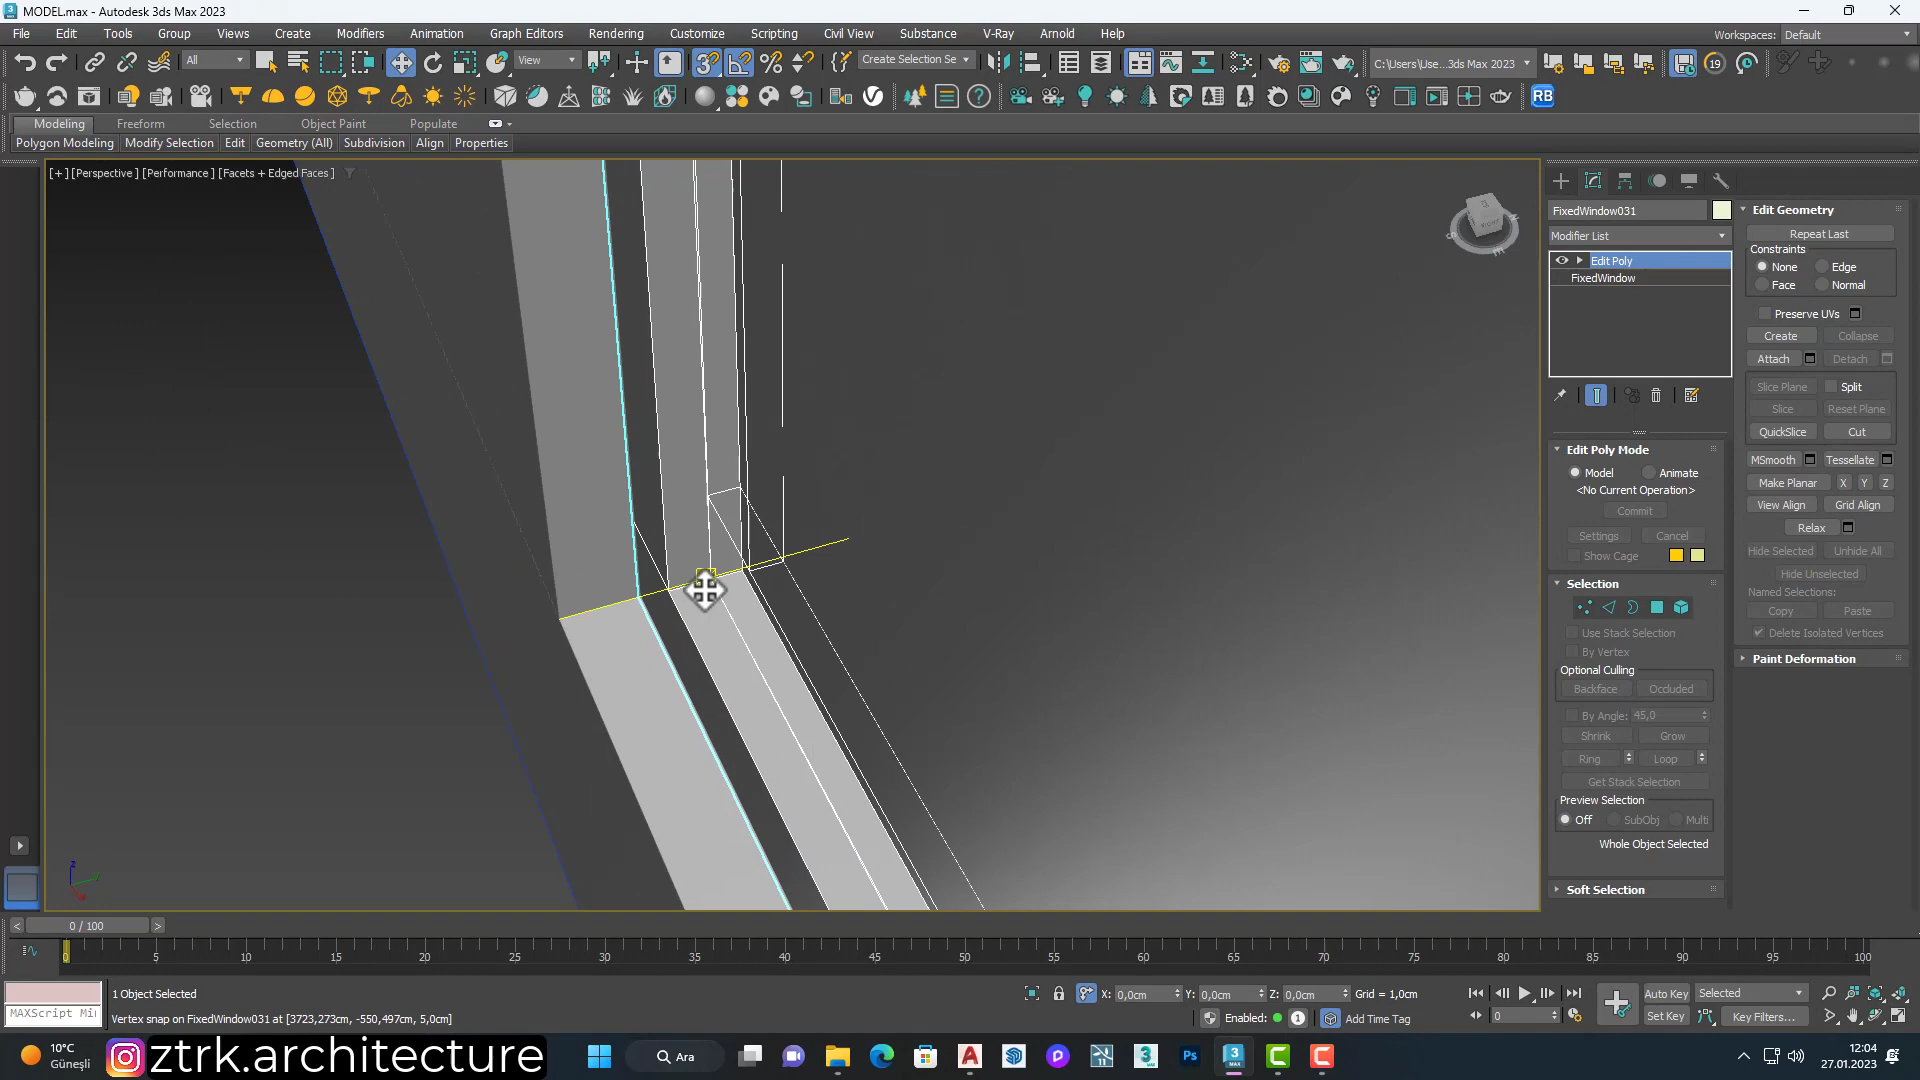 MODEL.max - Autodesk 3ds Max 2023
File Edit Tools Group Views Create Modifiers Animation Graph Editors Rendering Customize Scripting Civil View Substance V-Ray Arnold Help
Workspaces: Default
All
View
Create Selection Se
C:\Users\Use...3ds Max 2023
19
RB
Modeling Freeform Selection Object Paint Populate
Polygon Modeling Modify Selection Edit Geometry (All) Subdivision Align Properties
[+] [Perspective] [Performance] [Facets + Edged Faces]
FixedWindow031
Modifier List
Edit Poly
FixedWindow
Edit Poly Mode
Model Animate
<No Current Operation>
Commit
Settings Cancel
Show Cage
Selection
Use Stack Selection
By Vertex
Optional Culling
Backface Occluded
By Angle: 45,0
Shrink Grow
Ring Loop
Get Stack Selection
Preview Selection
Off SubObj Multi
Whole Object Selected
Soft Selection
Edit Geometry
Repeat Last
Constraints
None Edge
Face Normal
Preserve UVs
Create Collapse
Attach Detach
Slice Plane Split
Slice Reset Plane
QuickSlice Cut
MSmooth Tessellate
Make Planar X Y Z
View Align Grid Align
Relax
Hide Selected Unhide All
Hide Unselected
Named Selections:
Copy Paste
Delete Isolated Vertices
Paint Deformation
< 0 / 100 >
0 5 10 15 20 25 30 35 40 45 50 55 60 65 70 75 80 85 90 95 100
1 Object Selected
X: 0,0cm Y: 0,0cm Z: 0,0cm Grid = 1,0cm
Auto Key Selected
MAXScript Mi
Vertex snap on FixedWindow031 at [3723,273cm, -550,497cm, 5,0cm]
Enabled: 1 Add Time Tag
0
Set Key Key Filters...
10°C
Güneşli
ztrk.architecture
Ara
12:04
27.01.2023